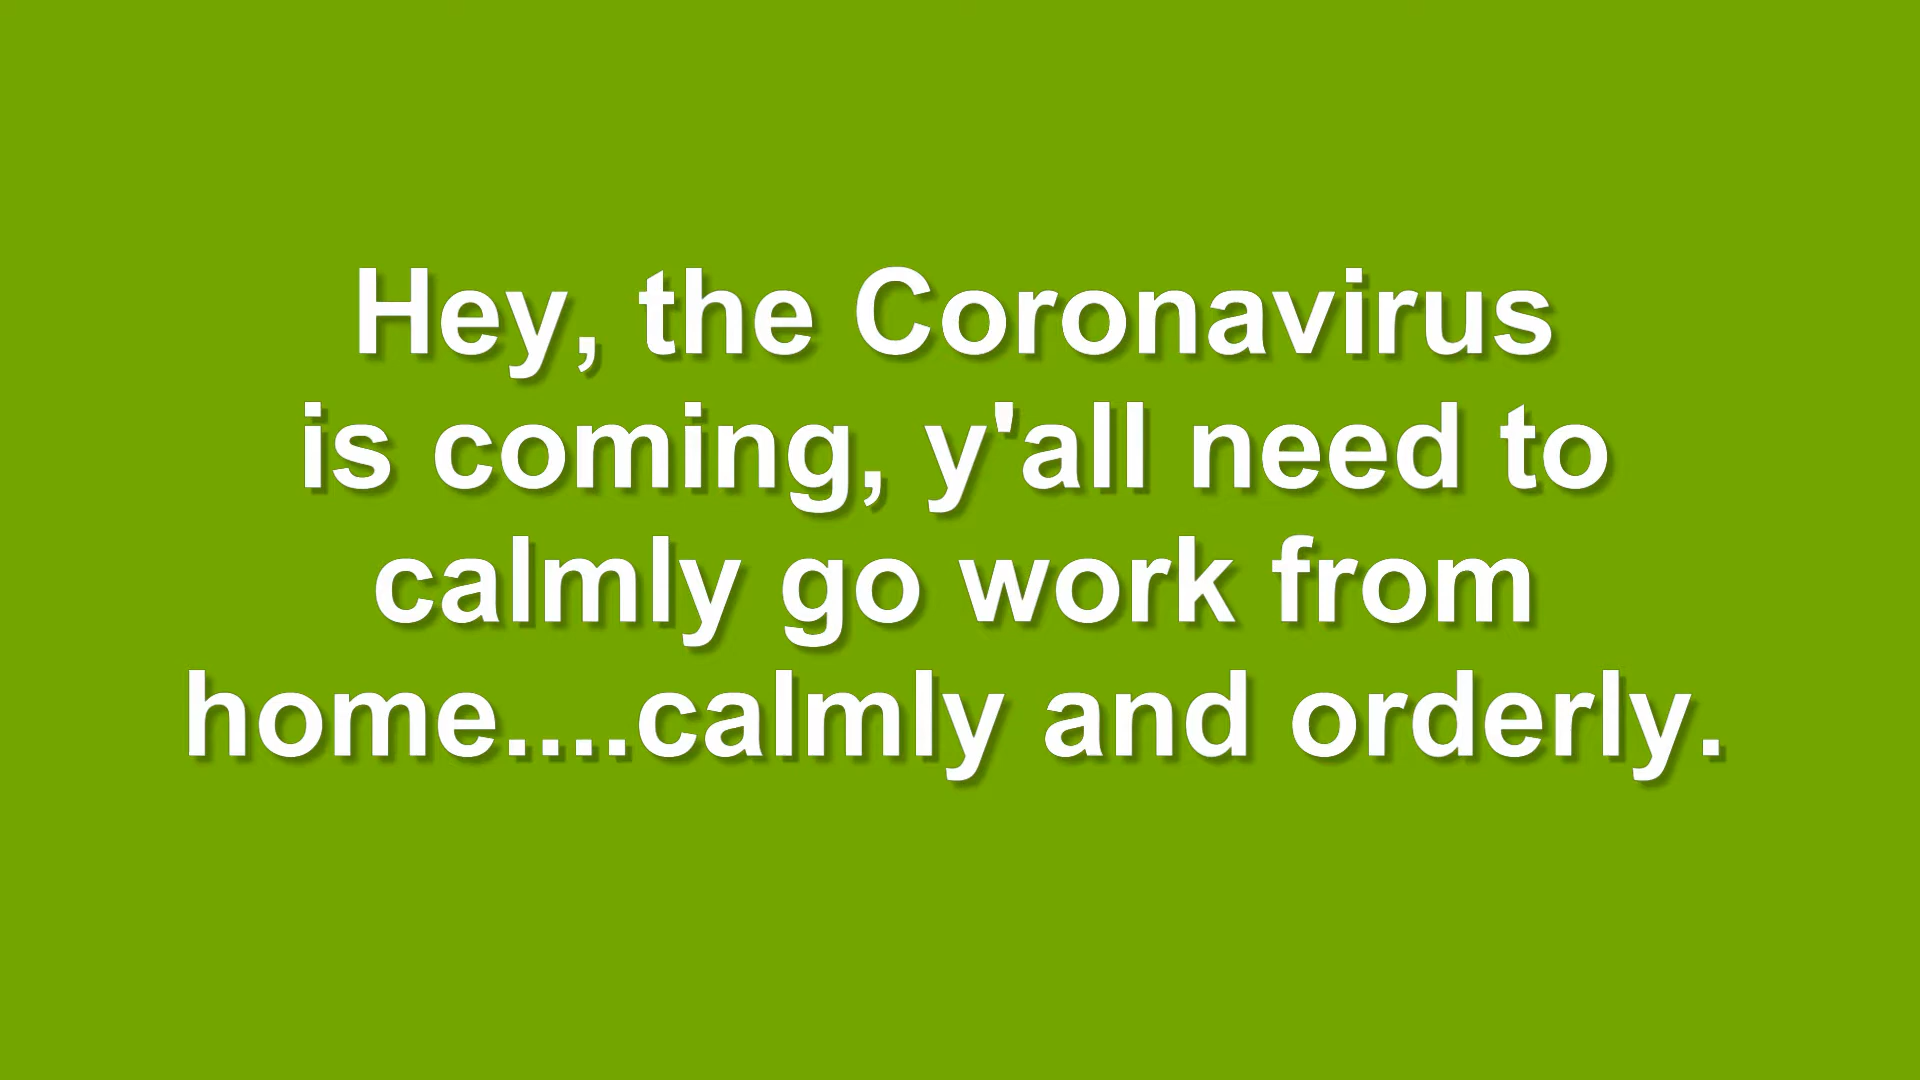 Hey, the Coronavirus
is coming, y'all need to
calmly go work from
home....calmly and orderly.